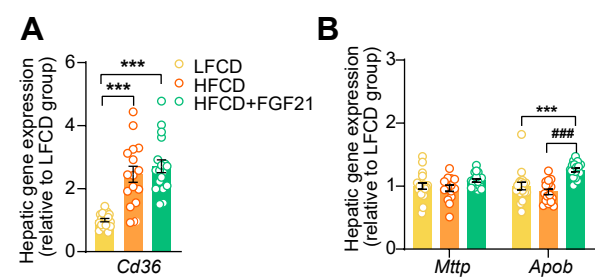 A
Hepatic gene expression
(relative to LFCD group)
6
4
2
0
***
***
Cd36
LFCD
HFCD
HFCD+FGF21
B
Hepatic gene expression
(relative to LFCD group)
3
2
1
0
***
###
Mttp
Apob